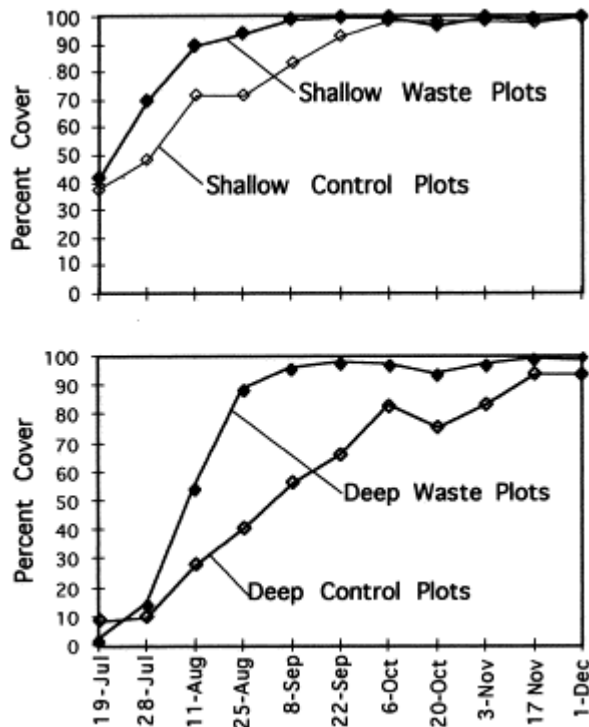 100
90
80
70
60
50
40
30
20
10
0
Percent Cover
Shallow Waste Plots
Shallow Control Plots
100
90
80
70
60
50
40
30
20
10
0
Percent Cover
Deep Waste Plots
Deep Control Plots
19-Jul
28-Jul
11-Aug
25-Aug
8-Sep
22-Sep
6-Oct
20-Oct
3-Nov
17 Nov
1-Dec